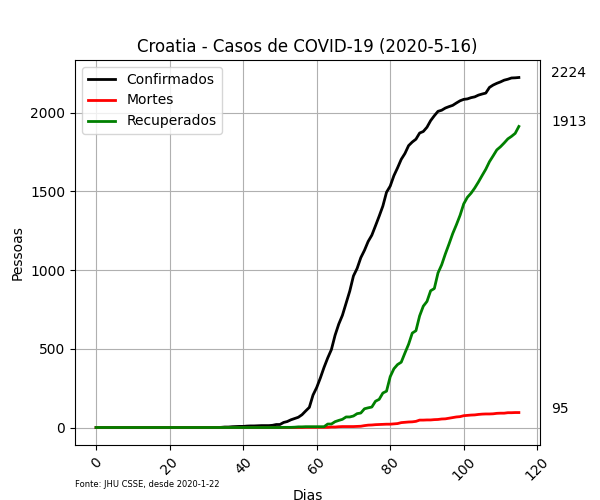 Croatia - Casos de COVID-19 (2020-5-16)
Confirmados
Mortes
Recuperados
2224
1913
95
Pessoas
2000
1500
1000
500
0
0
20
40
60
80
100
120
Fonte: JHU CSSE, desde 2020-1-22
Dias